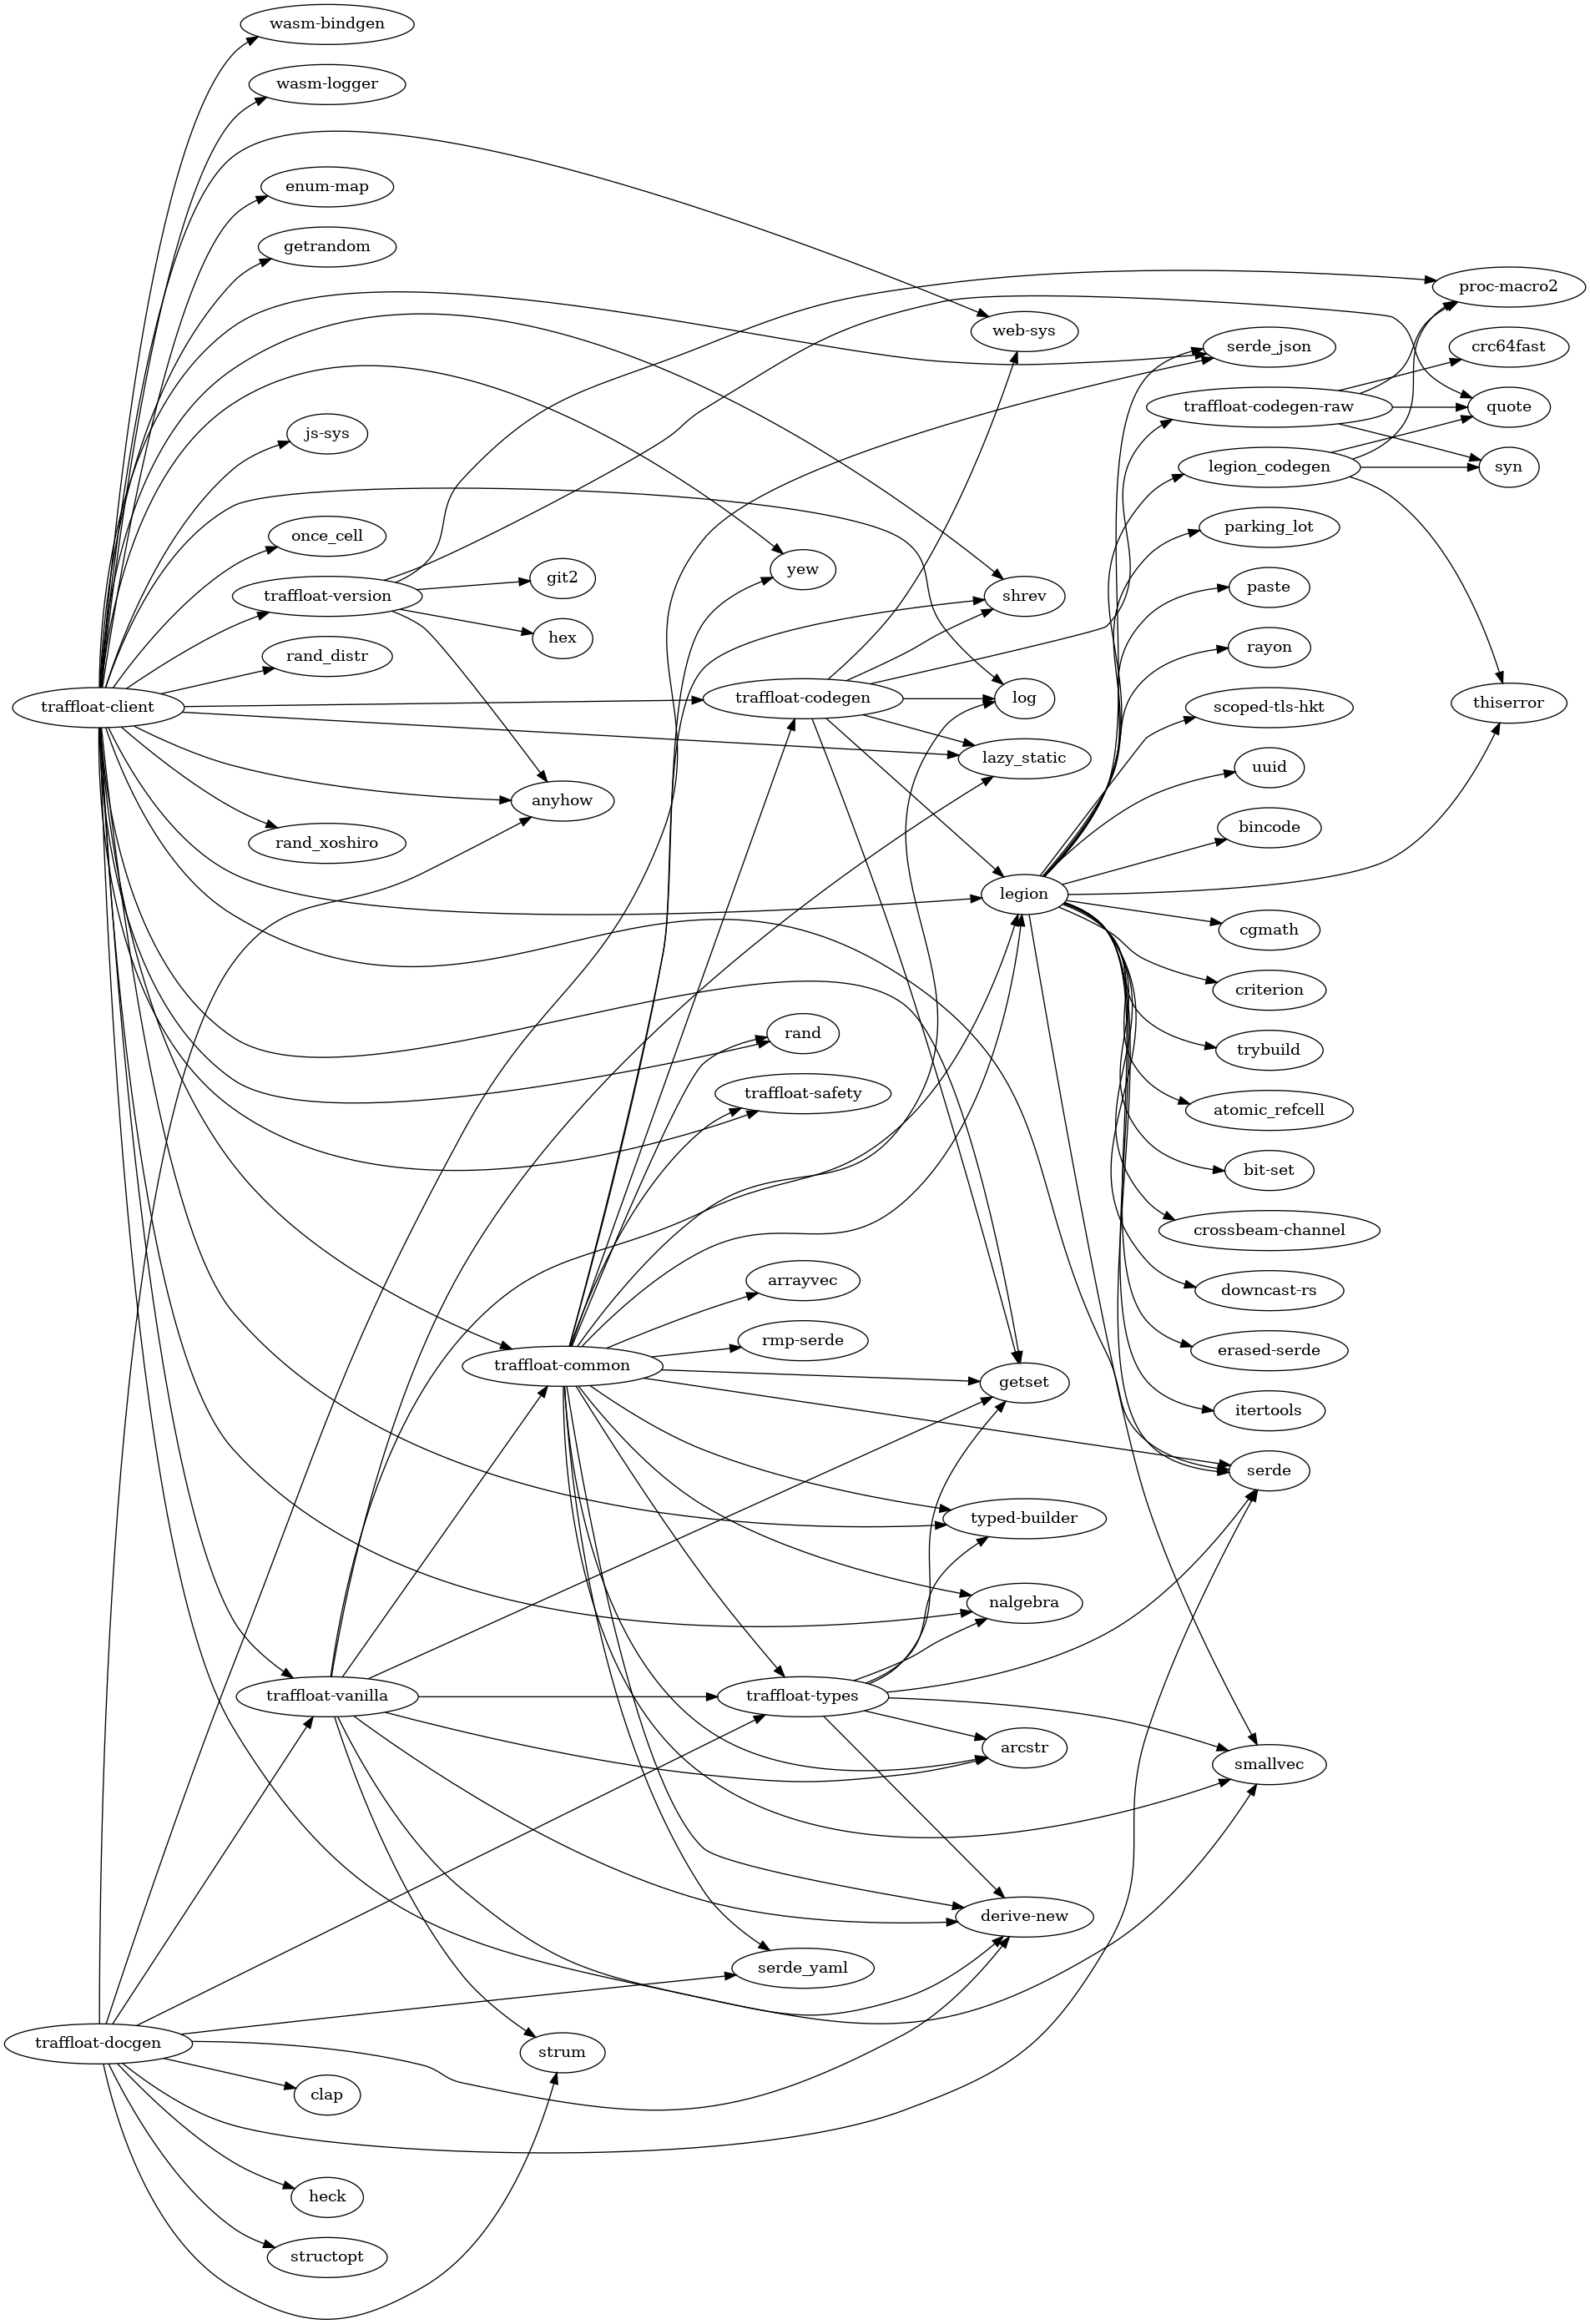 wasm-bindgen
wasm-logger
enum-map
getrandom
proc-macro2
web-sys
serde_json
crc64fast
traffloat-codegen-raw
quote
js-sys
legion_codegen
syn
parking_lot
once_cell
yew
git2
paste
traffloat-version
shrev
hex
rayon
rand_distr
traffloat-codegen
log
thiserror
traffloat-client
scoped-tls-hkt
lazy_static
uuid
anyhow
bincode
rand_xoshiro
legion
cgmath
criterion
rand
trybuild
traffloat-safety
atomic_refcell
bit-set
crossbeam-channel
arrayvec
downcast-rs
rmp-serde
erased-serde
traffloat-common
getset
itertools
serde
typed-builder
nalgebra
traffloat-vanilla
traffloat-types
arcstr
smallvec
derive-new
serde_yaml
traffloat-docgen
strum
clap
heck
structopt